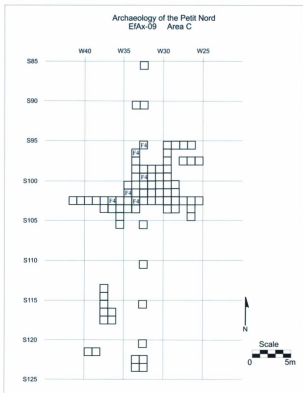 Archaeology of the Petit Nord
EfAx-09 Area C
W40 W35 W30 W25
S85
S90
S95
F4
F4
F4
S100
F4
F4 F4
S105
S110
S115
N
S120
Scale
0 5m
S125